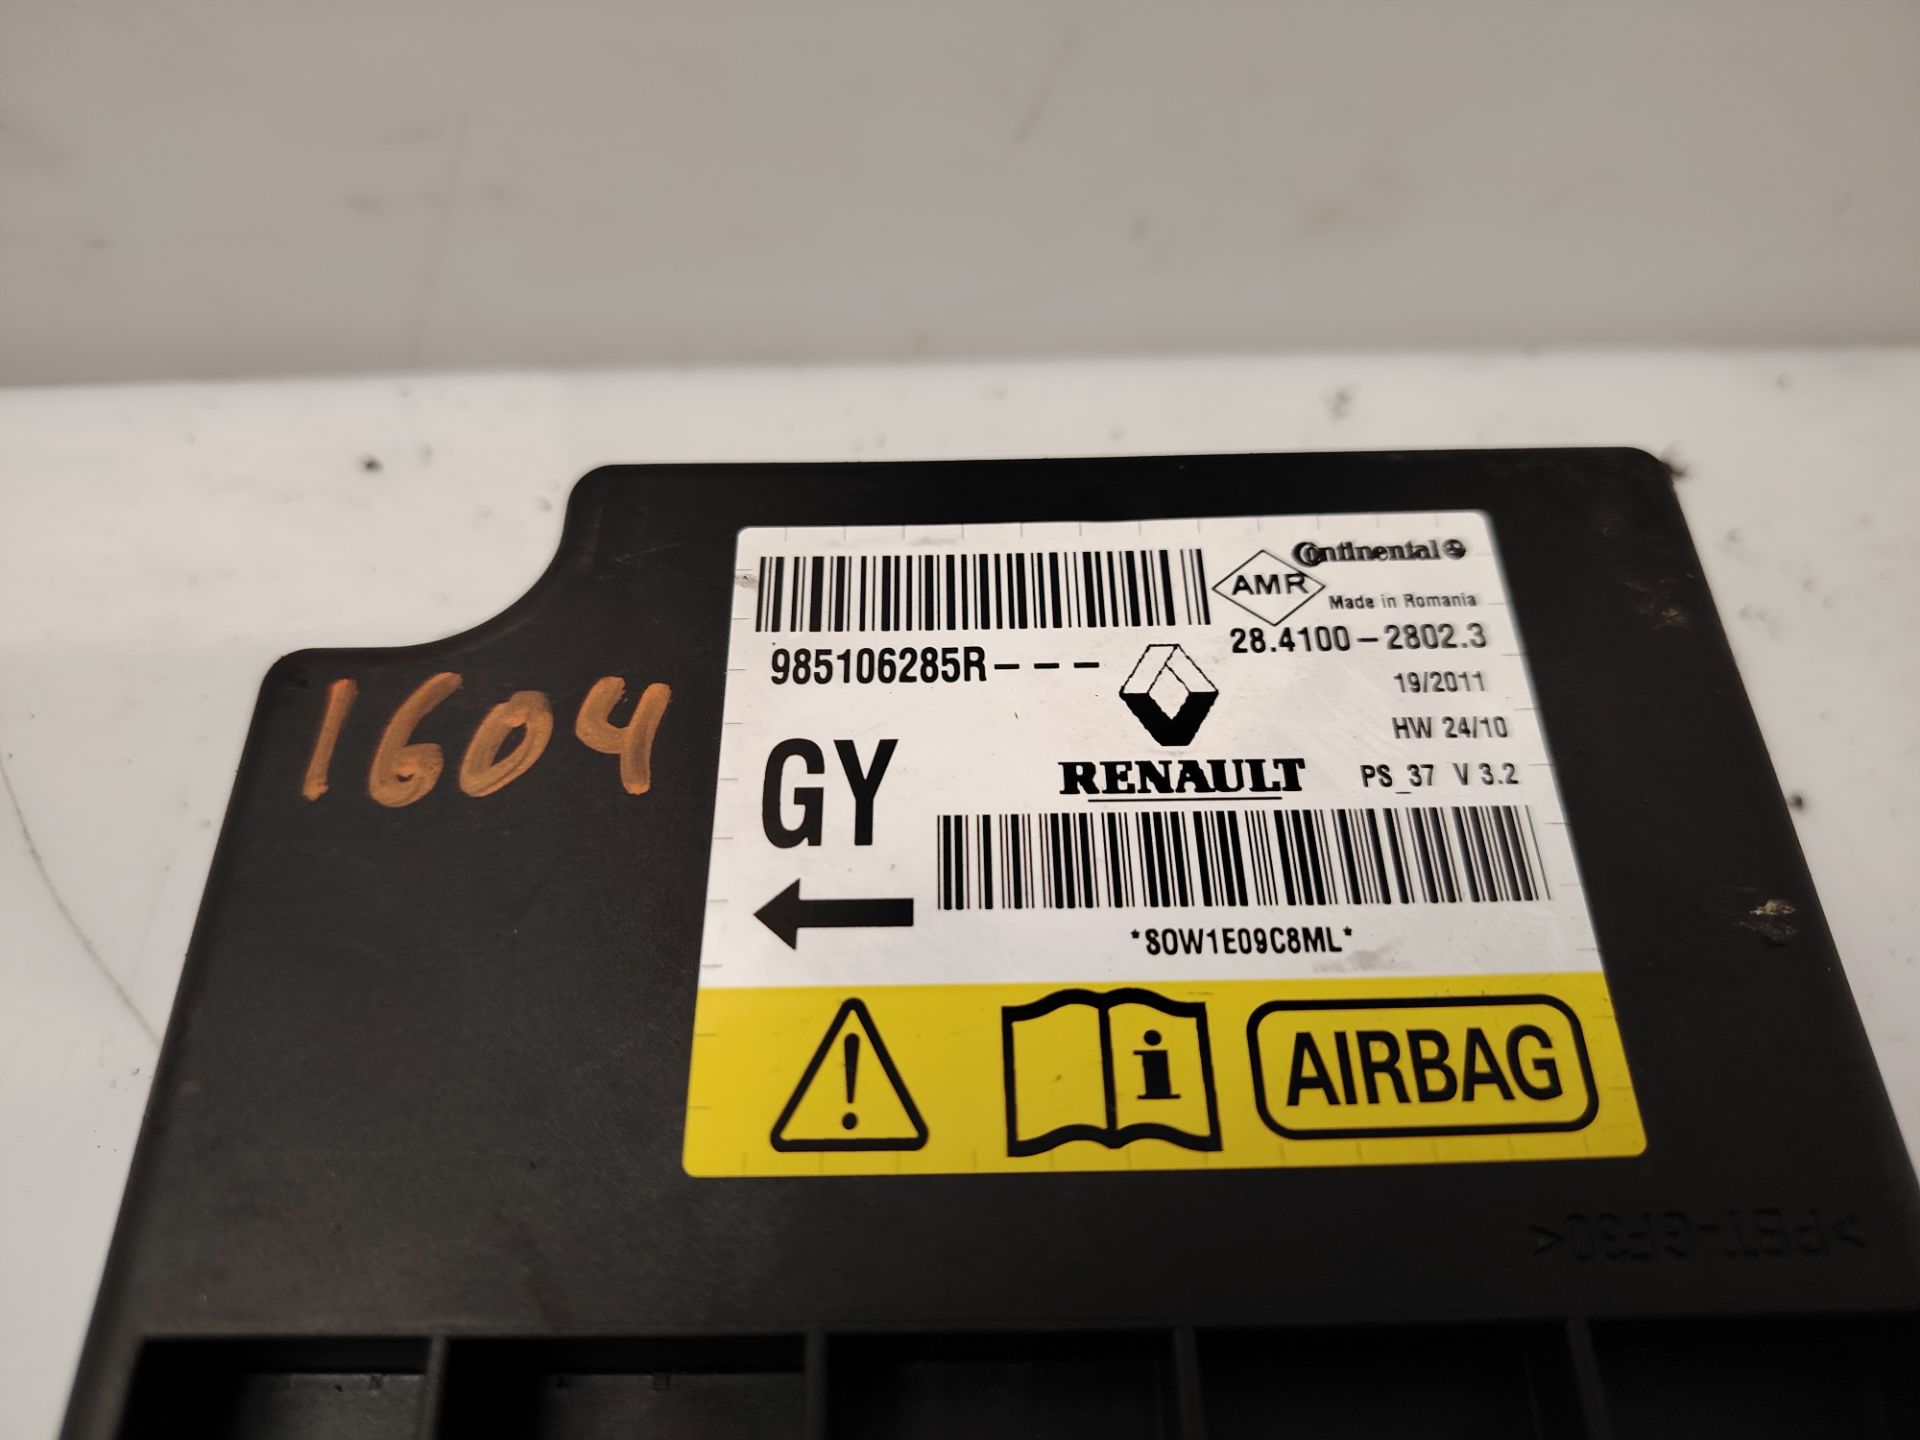 Continental
AMR
Made in Romania
985106285R---
28.4100-2802.3
19/2011
HW 24/10
1604
GY
RENAULT
PS_37 V 3.2
*S0W1E09C8ML*
i
AIRBAG